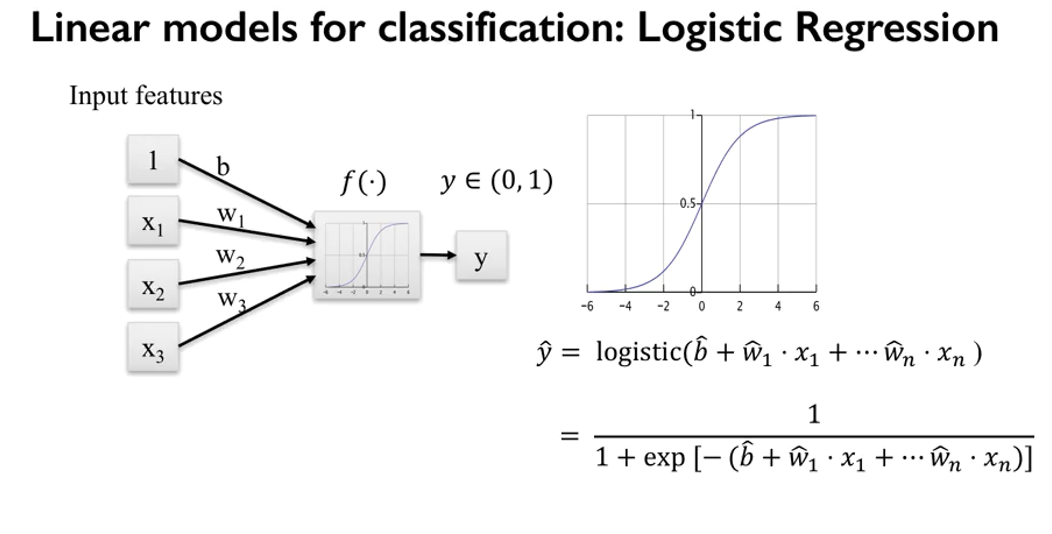 Linear models for classification: Logistic Regression
Input features
1
b
x₁
w₁
x₂
w₂
x₃
w₃
f(·)
y ∈ (0, 1)
y
1
0.5
0
-6 -4 -2 0 2 4 6
ŷ = logistic(b̂ + ŵ₁ · x₁ + ⋯ ŵₙ · xₙ )
= 1
1 + exp [− (b̂ + ŵ₁ · x₁ + ⋯ ŵₙ · xₙ)]